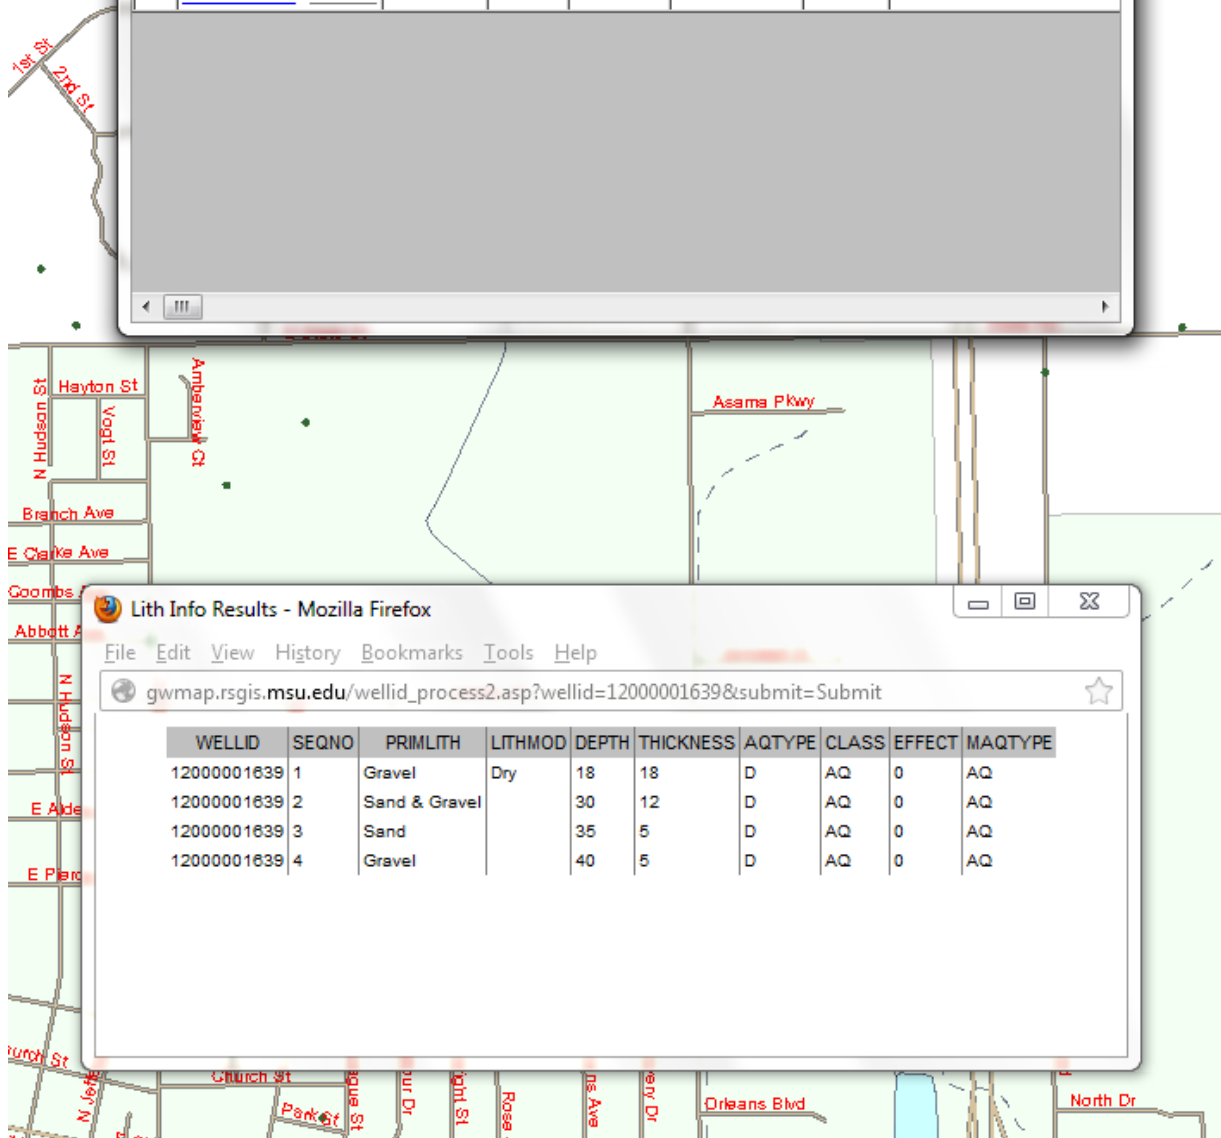 1st St
2nd St
Hayton St
N Hudson St
Vogt St
Amberview Ct
Asama Pkwy
Branch Ave
E Clarke Ave
Coombs
Abbott
N Hudson St
E Alde
E Pierc
Lith Info Results - Mozilla Firefox
File Edit View History Bookmarks Tools Help
gwmap.rsgis.msu.edu/wellid_process2.asp?wellid=12000001639&submit=Submit
WELLID SEQNO PRIMLITH LITHMOD DEPTH THICKNESS AQTYPE CLASS EFFECT MAQTYPE
12000001639 1 Gravel Dry 18 18 D AQ 0 AQ
12000001639 2 Sand & Gravel 30 12 D AQ 0 AQ
12000001639 3 Sand 35 5 D AQ 0 AQ
12000001639 4 Gravel 40 5 D AQ 0 AQ
Church St
Park St
Orleans Blvd
North Dr